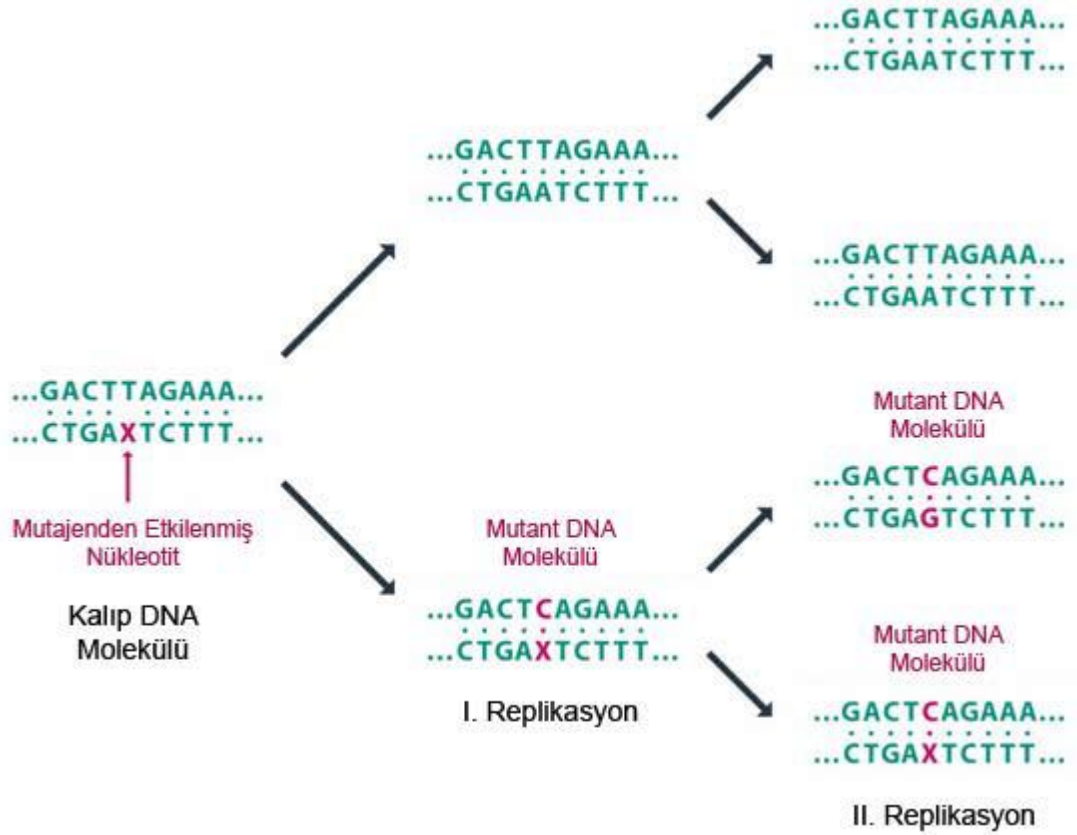 ...GACTTAGAAA...
...CTGAATCTTT...
...GACTTAGAAA...
...CTGAATCTTT...
...GACTTAGAAA...
...CTGAATCTTT...
...GACTTAGAAA...
...CTGAXTCTTT...
Mutajenden Etkilenmiş
Nükleotit
Kalıp DNA
Molekülü
Mutant DNA
Molekülü
...GACTCAGAAA...
...CTGAGTCTTT...
Mutant DNA
Molekülü
...GACTCAGAAA...
...CTGAXTCTTT...
I. Replikasyon
Mutant DNA
Molekülü
...GACTCAGAAA...
...CTGAXTCTTT...
II. Replikasyon